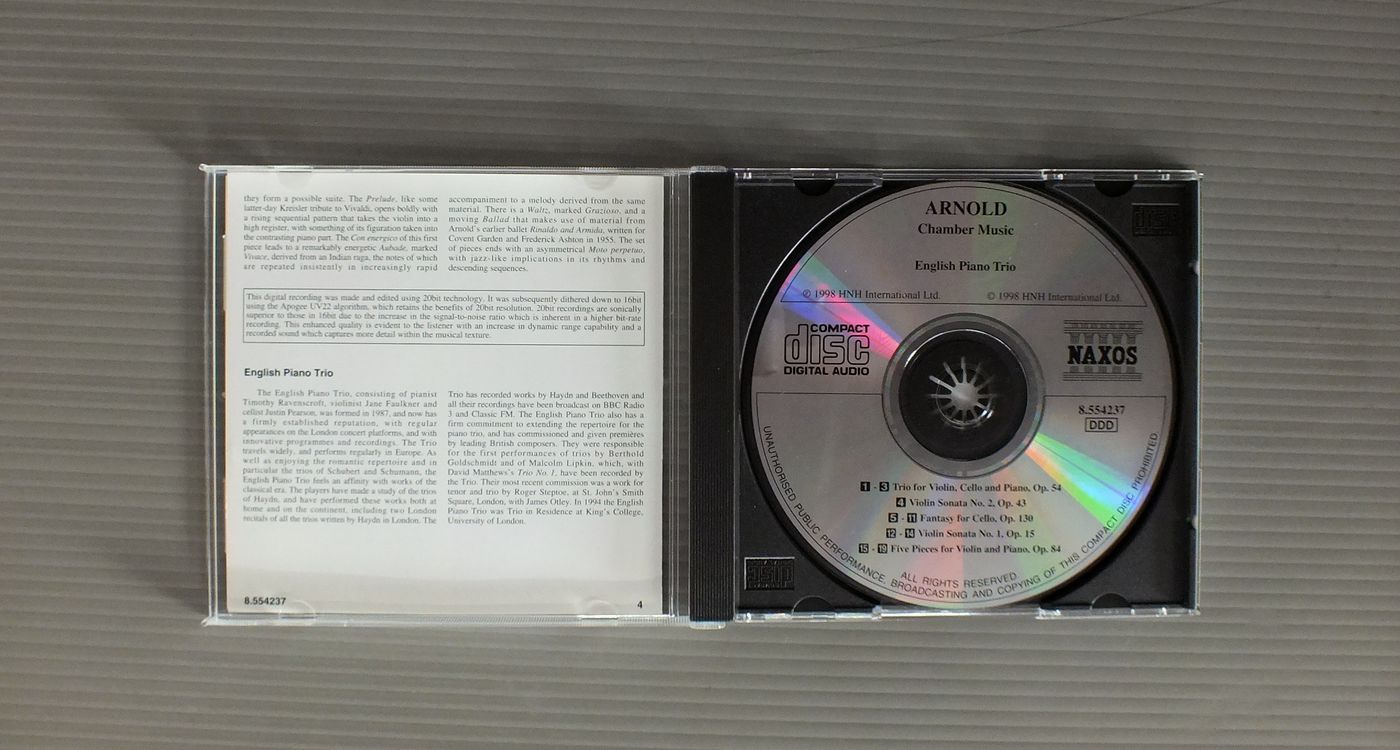 they form a possible suite. The Prelude, like some
latter-day Kreisler tribute to Vivaldi, opens boldly with
a rising sequential pattern that takes the violin into a
high register, with something of its figuration taken into
the contrasting piano part. The Con energico of this first
piece leads to a remarkably energetic Aubade, marked
Vivace, derived from an Indian raga, the notes of which
are repeated insistently in increasingly rapid
accompaniment to a melody derived from the same
material. There is a Waltz, marked Grazioso, and a
moving Ballad that makes use of material from
Arnold's earlier ballet Rinaldo and Armida, written for
Covent Garden and Frederick Ashton in 1955. The set
of pieces ends with an asymmetrical Moto perpetuo,
with jazz-like implications in its rhythms and
descending sequences.
This digital recording was made and edited using 20bit technology. It was subsequently dithered down to 16bit
using the Apogee UV22 algorithm, which retains the benefits of 20bit resolution. 20bit recordings are sonically
superior to those in 16bit due to the increase in the signal-to-noise ratio which is inherent in a higher bit-rate
recording. This enhanced quality is evident to the listener with an increase in dynamic range capability and a
recorded sound which captures more detail within the musical texture.
English Piano Trio
The English Piano Trio, consisting of pianist
Timothy Ravenscroft, violinist Jane Faulkner and
cellist Justin Pearson, was formed in 1987, and now has
a firmly established reputation, with regular
appearances on the London concert platforms, and with
innovative programmes and recordings. The Trio
travels widely, and performs regularly in Europe. As
well as enjoying the romantic repertoire and in
particular the trios of Schubert and Schumann, the
English Piano Trio feels an affinity with works of the
classical era. The players have made a study of the trios
of Haydn, and have performed these works both at
home and on the continent, including two London
recitals of all the trios written by Haydn in London. The
Trio has recorded works by Haydn and Beethoven and
all their recordings have been broadcast on BBC Radio
3 and Classic FM. The English Piano Trio also has a
firm commitment to extending the repertoire for the
piano trio, and has commissioned and given premières
by leading British composers. They were responsible
for the first performances of trios by Berthold
Goldschmidt and of Malcolm Lipkin, which, with
David Matthews's Trio No. 1, have been recorded by
the Trio. Their most recent commission was a work for
tenor and trio by Roger Steptoe, at St. John's Smith
Square, London, with James Otley. In 1994 the English
Piano Trio was Trio in Residence at King's College,
University of London.
8.554237
4
ARNOLD
Chamber Music
English Piano Trio
℗ 1998 HNH International Ltd.
© 1998 HNH International Ltd.
COMPACT
disc
DIGITAL AUDIO
NAXOS
8.554237
DDD
1 - 3 Trio for Violin, Cello and Piano, Op. 54
4 Violin Sonata No. 2, Op. 43
5 - 11 Fantasy for Cello, Op. 130
12 - 14 Violin Sonata No. 1, Op. 15
15 - 19 Five Pieces for Violin and Piano, Op. 84
ALL RIGHTS RESERVED
UNAUTHORISED PUBLIC PERFORMANCE, BROADCASTING AND COPYING OF THIS COMPACT DISC PROHIBITED
disc
disc